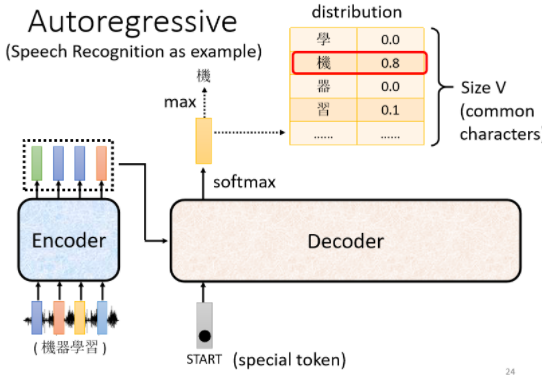 Autoregressive
(Speech Recognition as example)
distribution
學 0.0
機 0.8
器 0.0
習 0.1
...... ......
Size V
(common
characters)
機
max
softmax
Encoder
Decoder
(機器學習)
START
(special token)
24